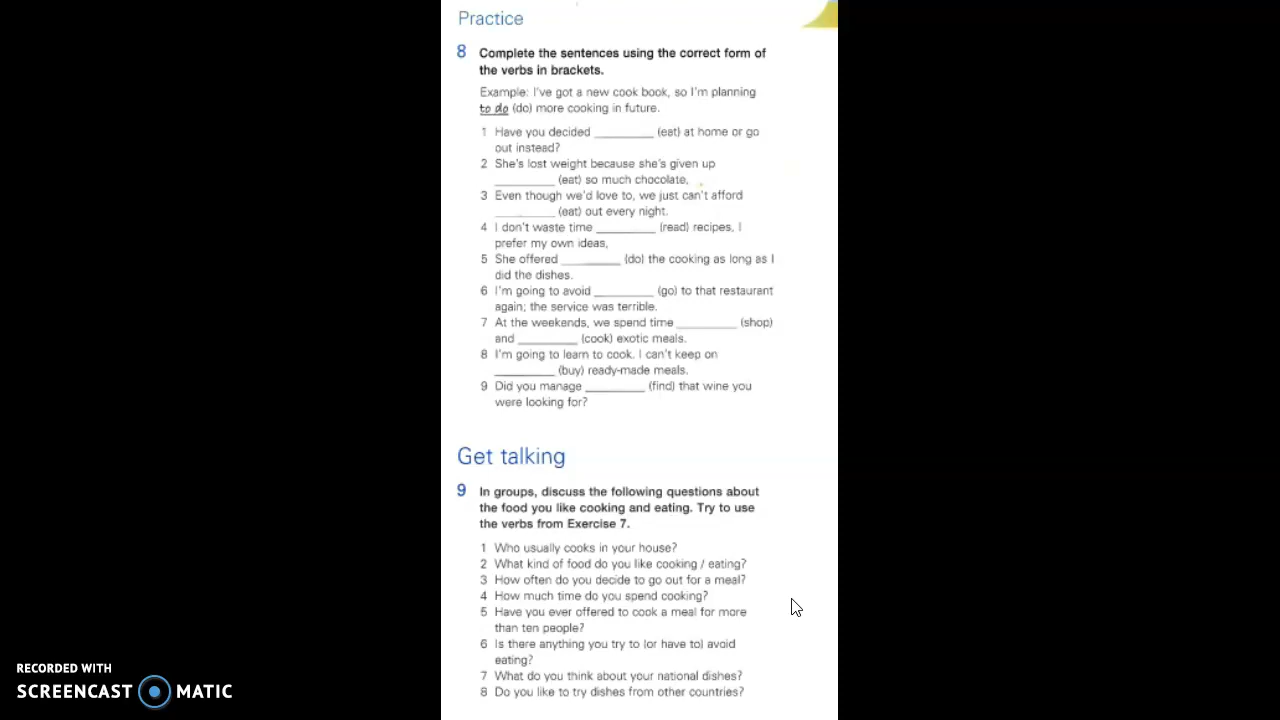 Practice
8 Complete the sentences using the correct form of
the verbs in brackets.
Example: I've got a new cook book, so I'm planning
to do (do) more cooking in future.
1 Have you decided _________ (eat) at home or go
out instead?
2 She's lost weight because she's given up
_________ (eat) so much chocolate,
3 Even though we'd love to, we just can't afford
_________ (eat) out every night.
4 I don't waste time _________ (read) recipes, I
prefer my own ideas,
5 She offered _________ (do) the cooking as long as I
did the dishes.
6 I'm going to avoid _________ (go) to that restaurant
again; the service was terrible.
7 At the weekends, we spend time _________ (shop)
and _________ (cook) exotic meals.
8 I'm going to learn to cook. I can't keep on
_________ (buy) ready-made meals.
9 Did you manage _________ (find) that wine you
were looking for?
Get talking
9 In groups, discuss the following questions about
the food you like cooking and eating. Try to use
the verbs from Exercise 7.
1 Who usually cooks in your house?
2 What kind of food do you like cooking / eating?
3 How often do you decide to go out for a meal?
4 How much time do you spend cooking?
5 Have you ever offered to cook a meal for more
than ten people?
6 Is there anything you try to (or have to) avoid
eating?
7 What do you think about your national dishes?
8 Do you like to try dishes from other countries?
RECORDED WITH
SCREENCAST MATIC